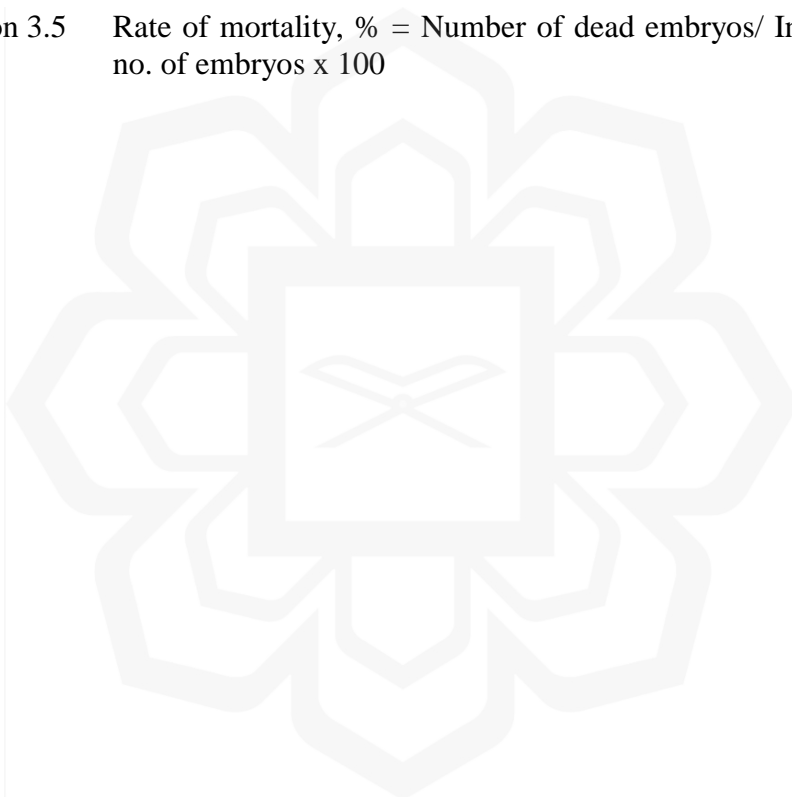 on 3.5 Rate of mortality, % = Number of dead embryos/ In
no. of embryos x 100